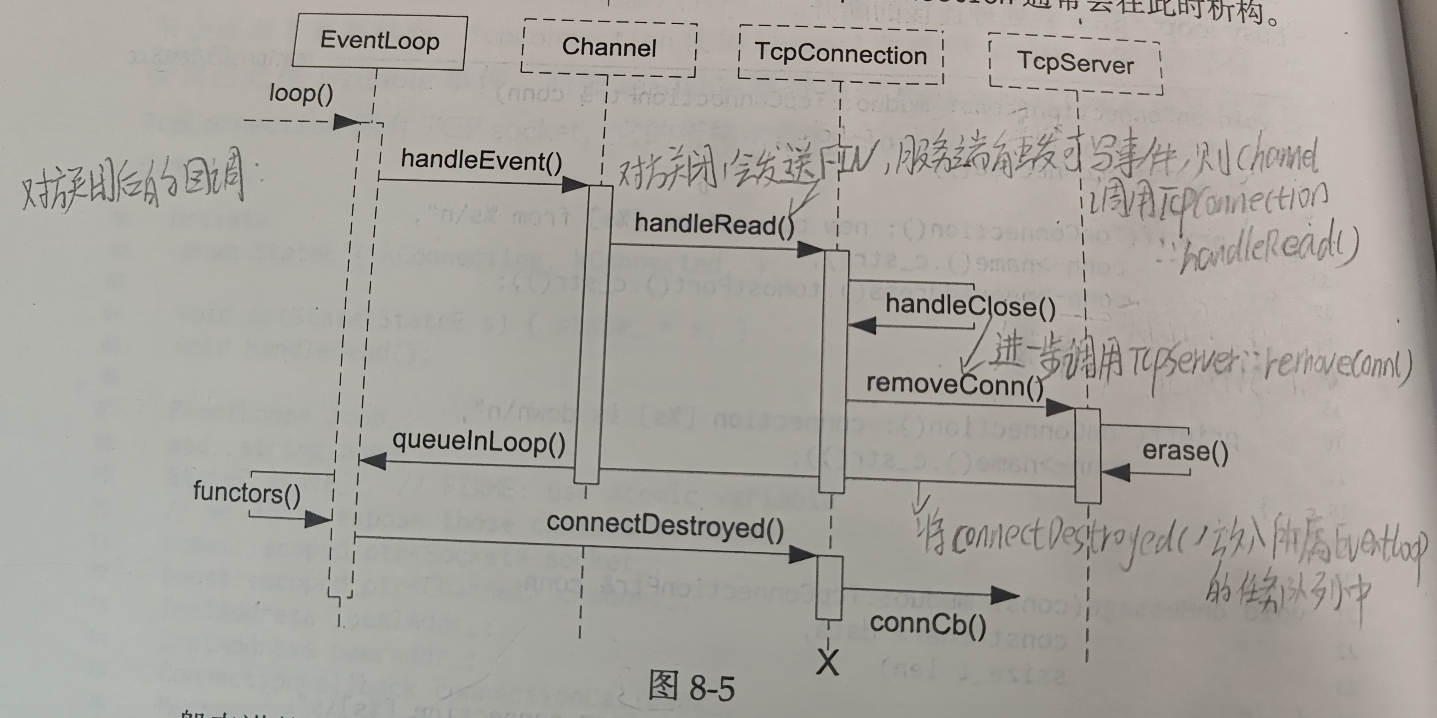 通常会在此时析构。
EventLoop
Channel
TcpConnection
TcpServer
loop()
handleEvent()
对方关闭后的回调:
对方关闭,会发送FIN,服务端触发可写事件,则Channel
调用TcpConnection
::handleRead()
handleRead()
handleClose()
进一步调用TcpServer::removeConn()
removeConn()
queueInLoop()
erase()
functors()
connectDestroyed()
将connectDestroyed()放入所属EventLoop
的任务队列中
connCb()
X
图 8-5